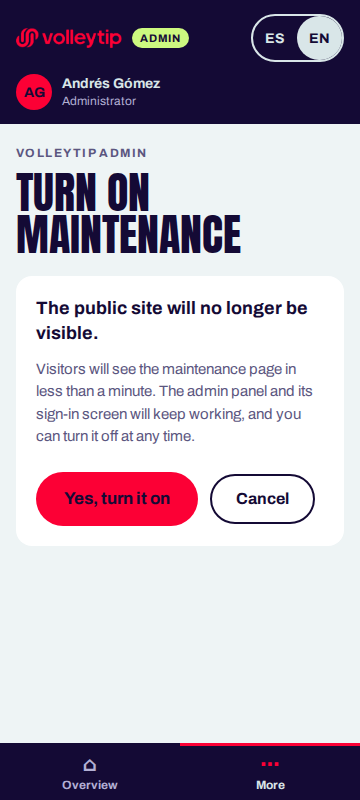 volleytip ADMIN ES EN
AG Andrés Gómez
Administrator
VOLLEYTIP ADMIN
TURN ON
MAINTENANCE
The public site will no longer be
visible.
Visitors will see the maintenance page in
less than a minute. The admin panel and its
sign-in screen will keep working, and you
can turn it off at any time.
Yes, turn it on Cancel
Overview More